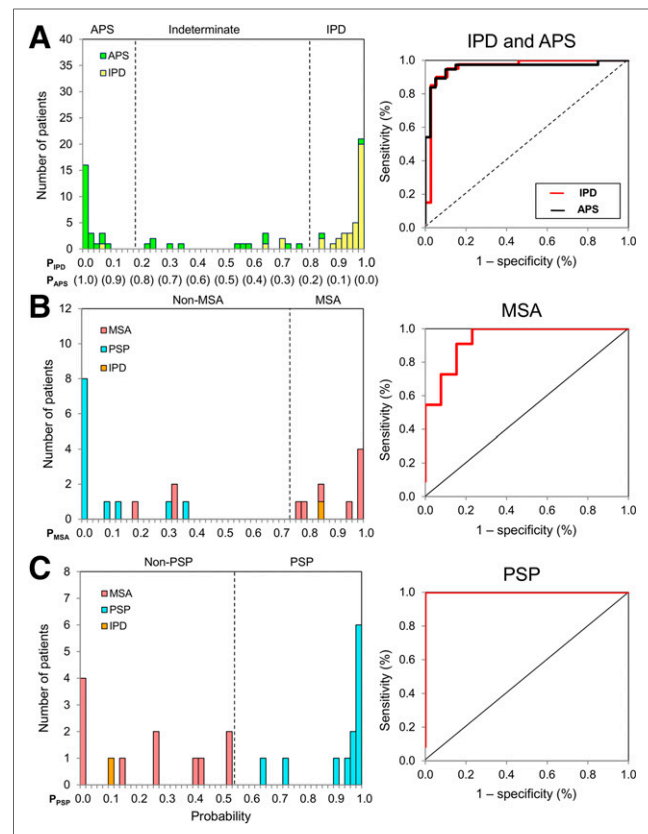 A
APS Indeterminate IPD
40
35
30
25
20
15
10
5
0
Number of patients
APS
IPD
P_IPD 0.0 0.1 0.2 0.3 0.4 0.5 0.6 0.7 0.8 0.9 1.0
P_APS (1.0) (0.9) (0.8) (0.7) (0.6) (0.5) (0.4) (0.3) (0.2) (0.1) (0.0)
IPD and APS
1.0
0.8
0.6
0.4
0.2
0.0
Sensitivity (%)
IPD
APS
0.0 0.2 0.4 0.6 0.8 1.0
1 – specificity (%)
B
Non-MSA MSA
12
10
8
6
4
2
0
Number of patients
MSA
PSP
IPD
P_MSA 0.0 0.1 0.2 0.3 0.4 0.5 0.6 0.7 0.8 0.9 1.0
MSA
1.0
0.8
0.6
0.4
0.2
0.0
Sensitivity (%)
0.0 0.2 0.4 0.6 0.8 1.0
1 – specificity (%)
C
Non-PSP PSP
8
7
6
5
4
3
2
1
0
Number of patients
MSA
PSP
IPD
P_PSP 0.0 0.1 0.2 0.3 0.4 0.5 0.6 0.7 0.8 0.9 1.0
Probability
PSP
1.0
0.8
0.6
0.4
0.2
0.0
Sensitivity (%)
0.0 0.2 0.4 0.6 0.8 1.0
1 – specificity (%)